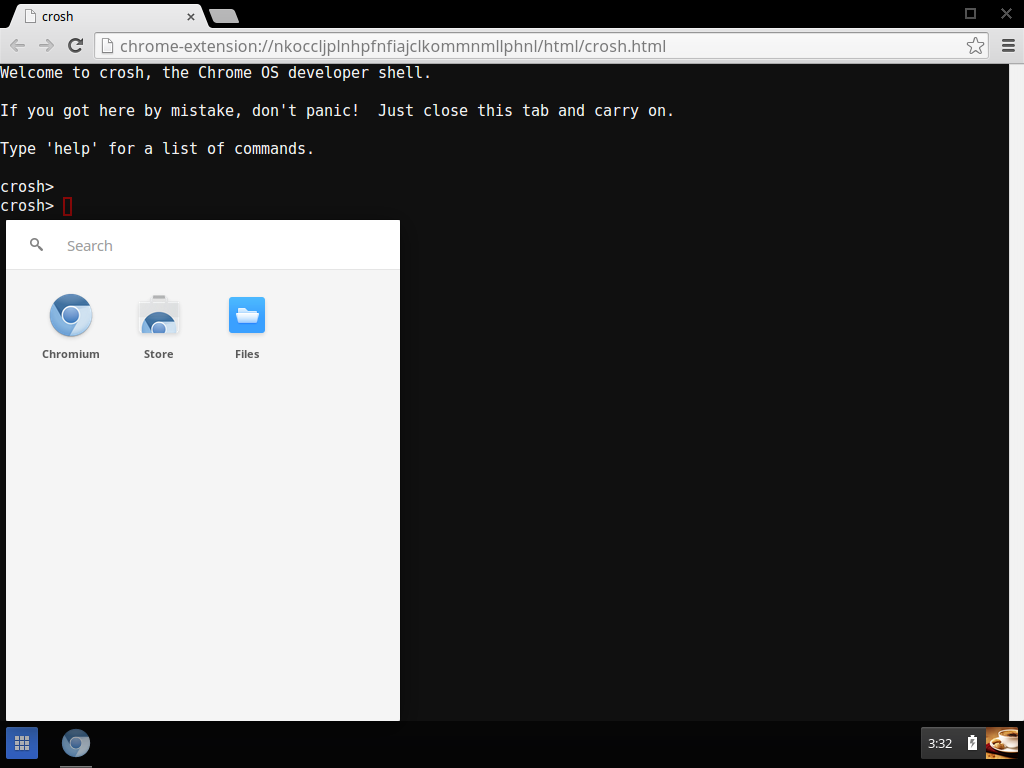 crosh
chrome-extension://nkoccljplnhpfnfiajclkommnmllphnl/html/crosh.html
Welcome to crosh, the Chrome OS developer shell.
If you got here by mistake, don't panic!  Just close this tab and carry on.
Type 'help' for a list of commands.
crosh>
crosh>
Search
Chromium Store Files
3:32